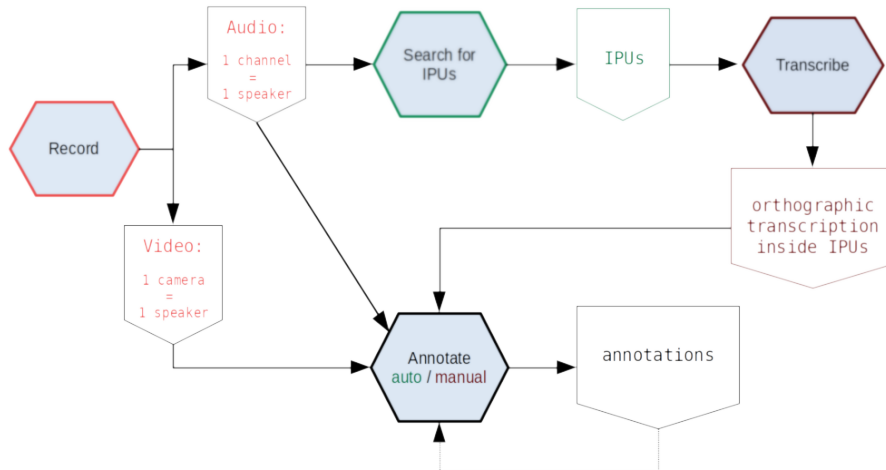 Record
Audio:
1 channel
=
1 speaker
Search for
IPUs
IPUs
Transcribe
orthographic
transcription
inside IPUs
Video:
1 camera
=
1 speaker
Annotate
auto / manual
annotations